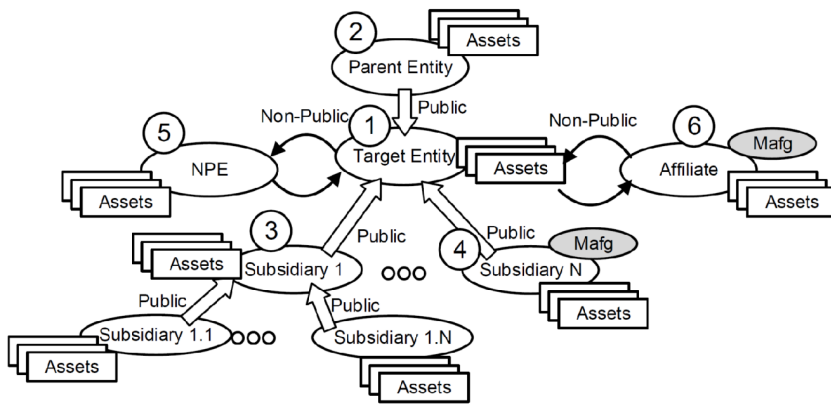 2
Assets
Parent Entity
Public
Non-Public
1
Non-Public
5
6
Mafg
Target Entity
NPE
Assets
Affiliate
Assets
Assets
3
Public
Public
4
Mafg
Assets
Subsidiary 1
Subsidiary N
Public
Public
Assets
Subsidiary 1.1
Subsidiary 1.N
Assets
Assets